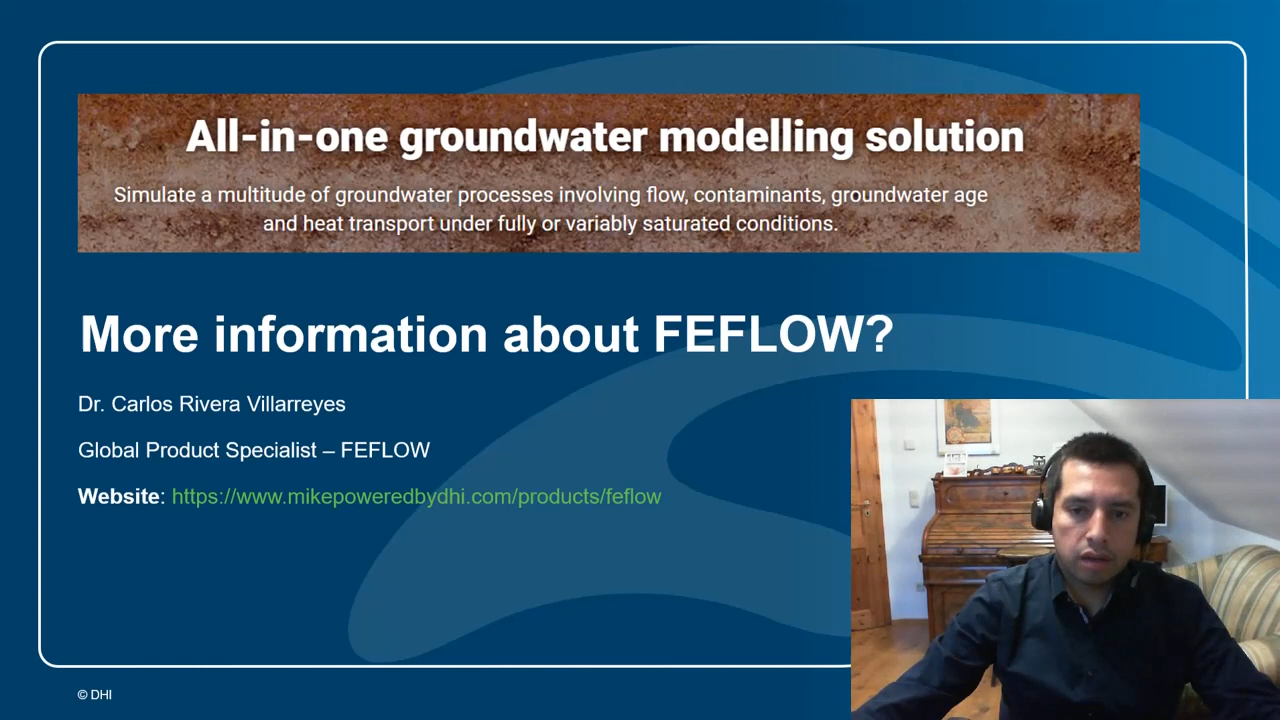 All-in-one groundwater modelling solution
Simulate a multitude of groundwater processes involving flow, contaminants, groundwater age
and heat transport under fully or variably saturated conditions.
More information about FEFLOW?
Dr. Carlos Rivera Villarreyes
Global Product Specialist – FEFLOW
Website: https://www.mikepoweredbydhi.com/products/feflow
© DHI